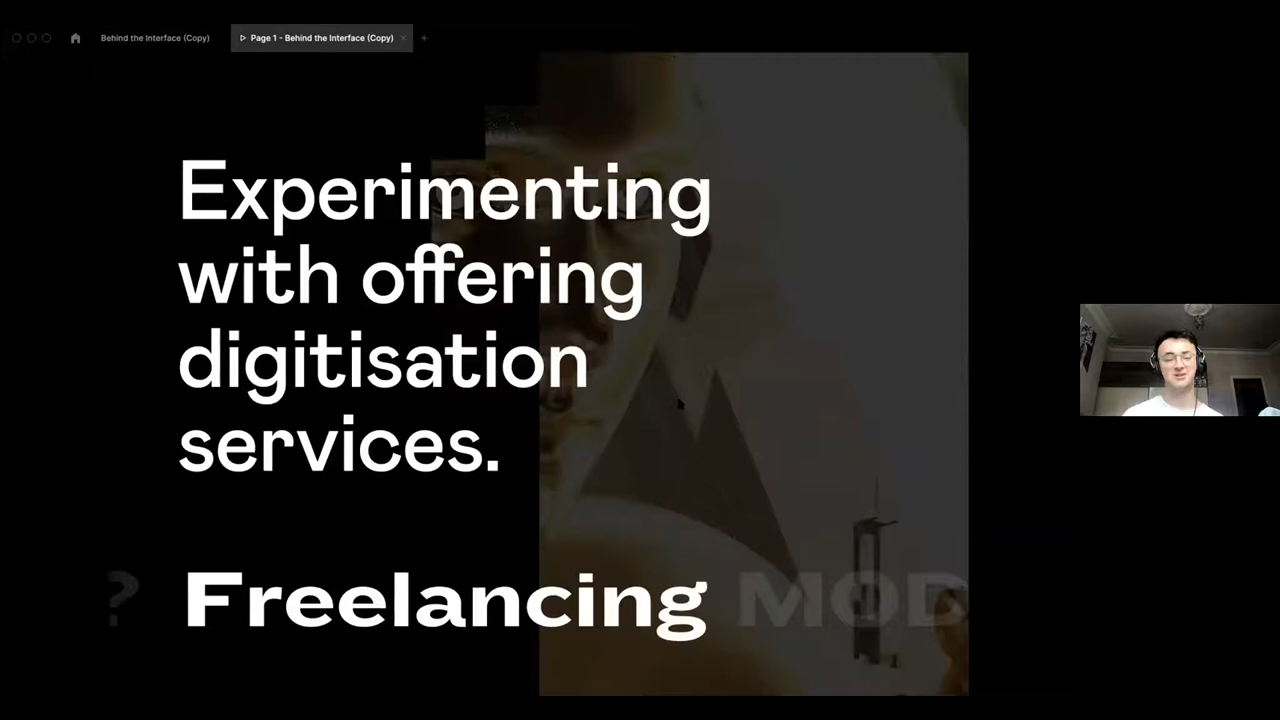 Behind the Interface (Copy)
Page 1 - Behind the Interface (Copy)
Experimenting
with offering
digitisation
services.
? Freelancing MOD